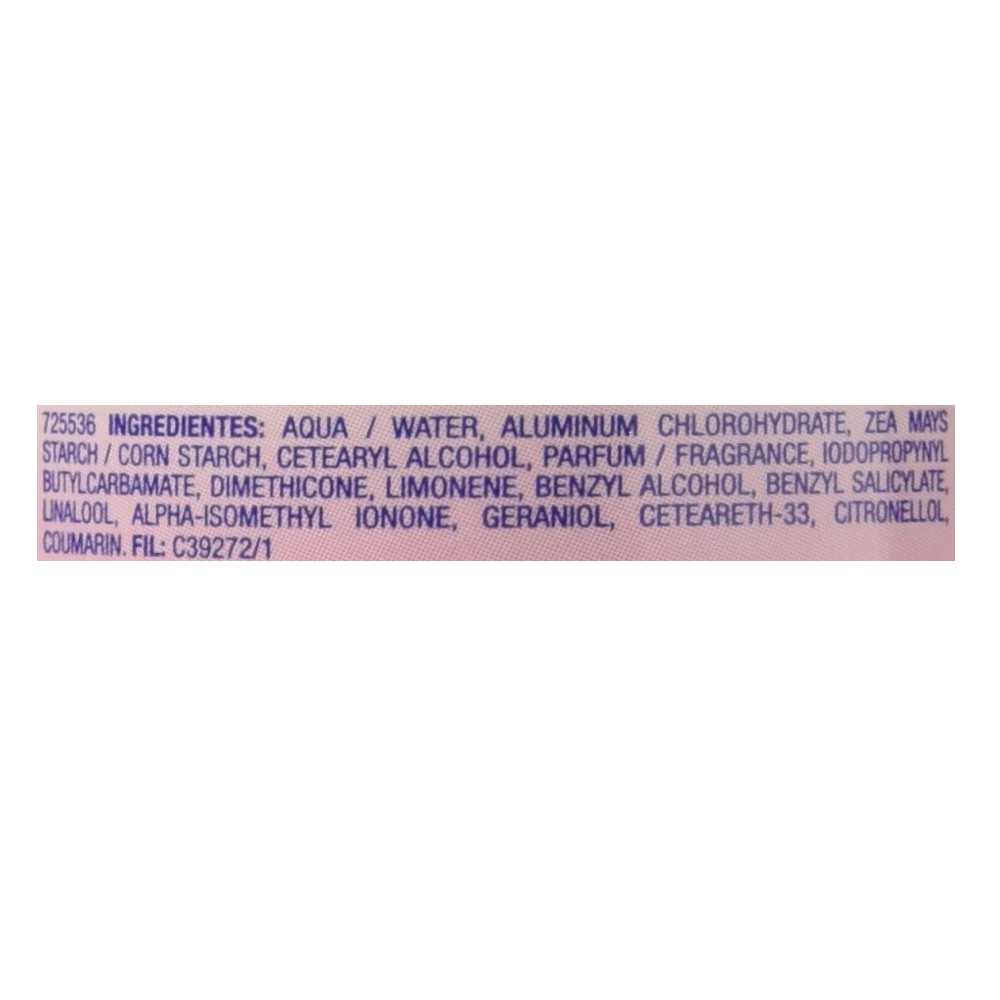 725536 INGREDIENTES: AQUA / WATER, ALUMINUM CHLOROHYDRATE, ZEA MAYS
STARCH / CORN STARCH, CETEARYL ALCOHOL, PARFUM / FRAGRANCE, IODOPROPYNYL
BUTYLCARBAMATE, DIMETHICONE, LIMONENE, BENZYL ALCOHOL, BENZYL SALICYLATE,
LINALOOL, ALPHA-ISOMETHYL IONONE, GERANIOL, CETEARETH-33, CITRONELLOL,
COUMARIN. FIL: C39272/1